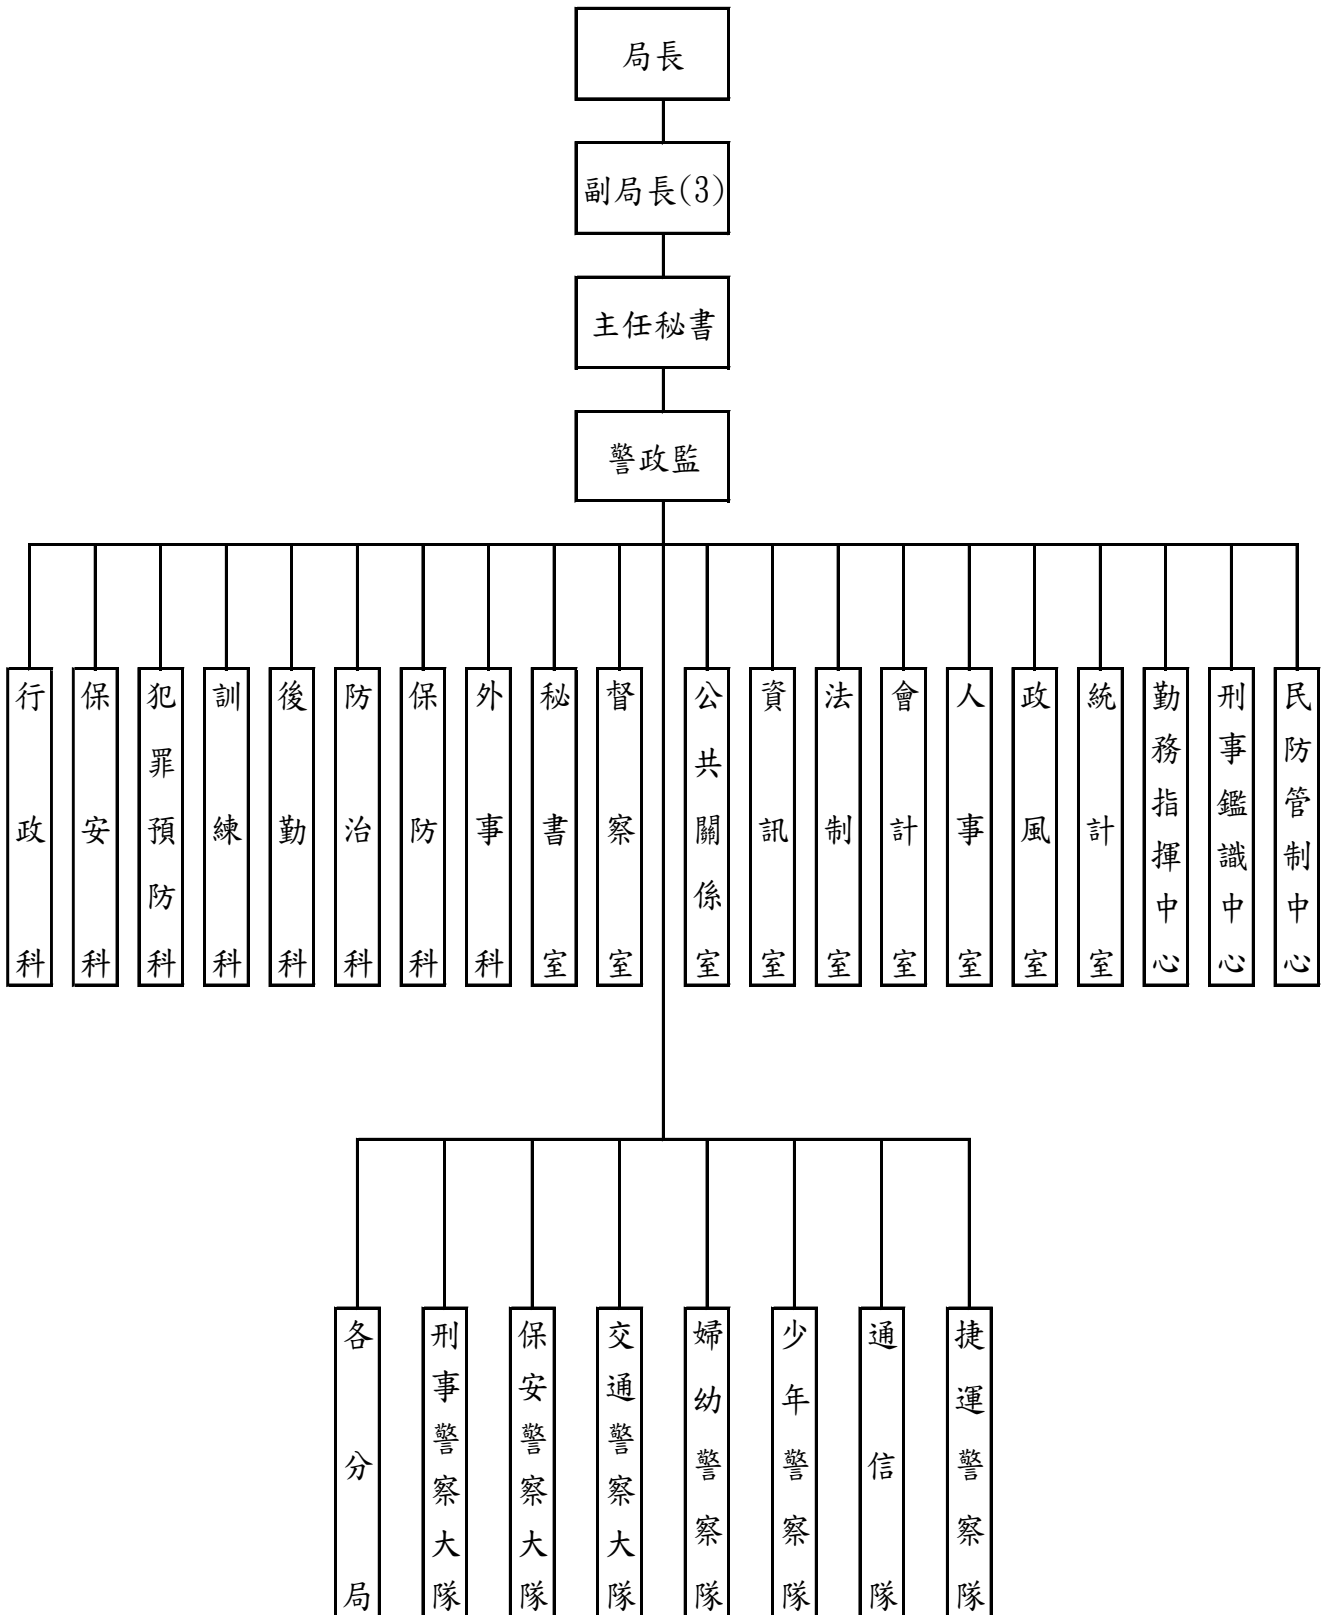 局長
副局長(3)
主任秘書
警政監
行政科
保安科
犯罪預防科
訓練科
後勤科
防治科
保防科
外事科
秘書室
督察室
公共關係室
資訊室
法制室
會計室
人事室
政風室
統計室
勤務指揮中心
刑事鑑識中心
民防管制中心
各分局
刑事警察大隊
保安警察大隊
交通警察大隊
婦幼警察隊
少年警察隊
通信隊
捷運警察隊